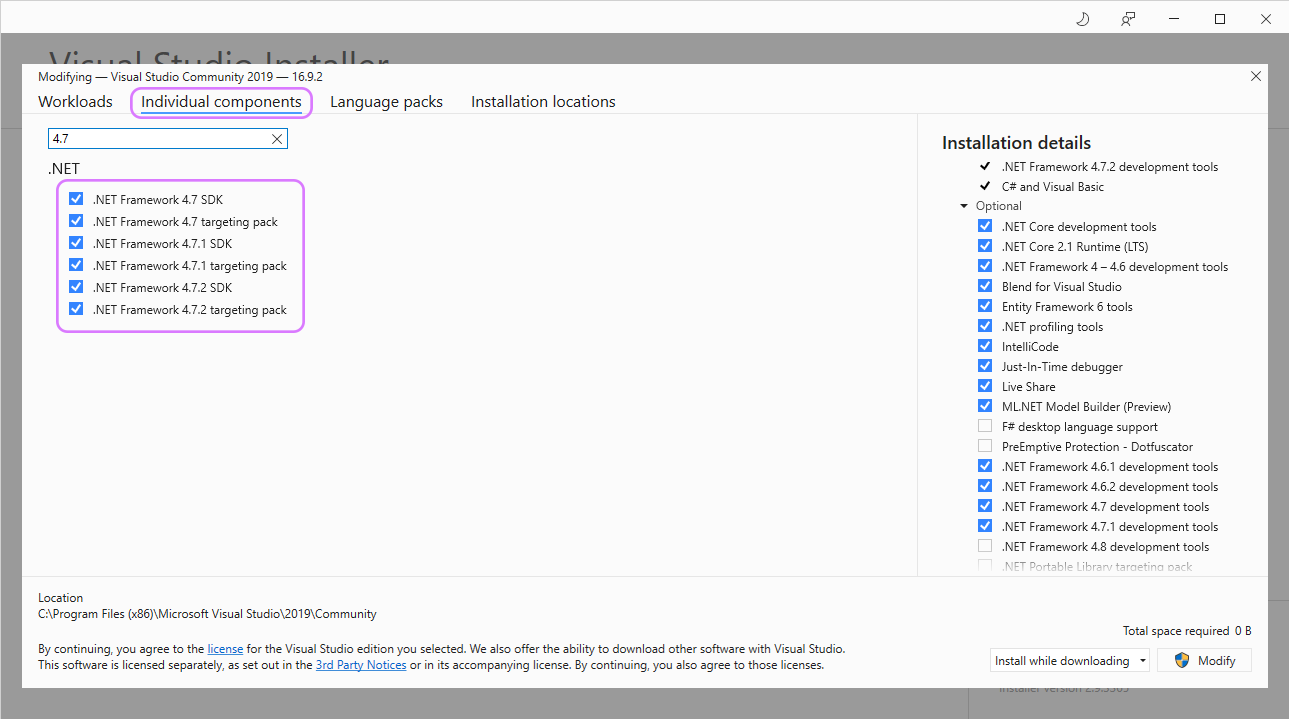 Visual Studio Installer
Modifying — Visual Studio Community 2019 — 16.9.2
Workloads
Individual components
Language packs
Installation locations
4.7
.NET
.NET Framework 4.7 SDK
.NET Framework 4.7 targeting pack
.NET Framework 4.7.1 SDK
.NET Framework 4.7.1 targeting pack
.NET Framework 4.7.2 SDK
.NET Framework 4.7.2 targeting pack
Installation details
.NET Framework 4.7.2 development tools
C# and Visual Basic
Optional
.NET Core development tools
.NET Core 2.1 Runtime (LTS)
.NET Framework 4 – 4.6 development tools
Blend for Visual Studio
Entity Framework 6 tools
.NET profiling tools
IntelliCode
Just-In-Time debugger
Live Share
ML.NET Model Builder (Preview)
F# desktop language support
PreEmptive Protection - Dotfuscator
.NET Framework 4.6.1 development tools
.NET Framework 4.6.2 development tools
.NET Framework 4.7 development tools
.NET Framework 4.7.1 development tools
.NET Framework 4.8 development tools
.NET Portable Library targeting pack
Location
C:\Program Files (x86)\Microsoft Visual Studio\2019\Community
By continuing, you agree to the license for the Visual Studio edition you selected. We also offer the ability to download other software with Visual Studio.
This software is licensed separately, as set out in the 3rd Party Notices or in its accompanying license. By continuing, you also agree to those licenses.
Total space required 0 B
Install while downloading
Modify
Installer version